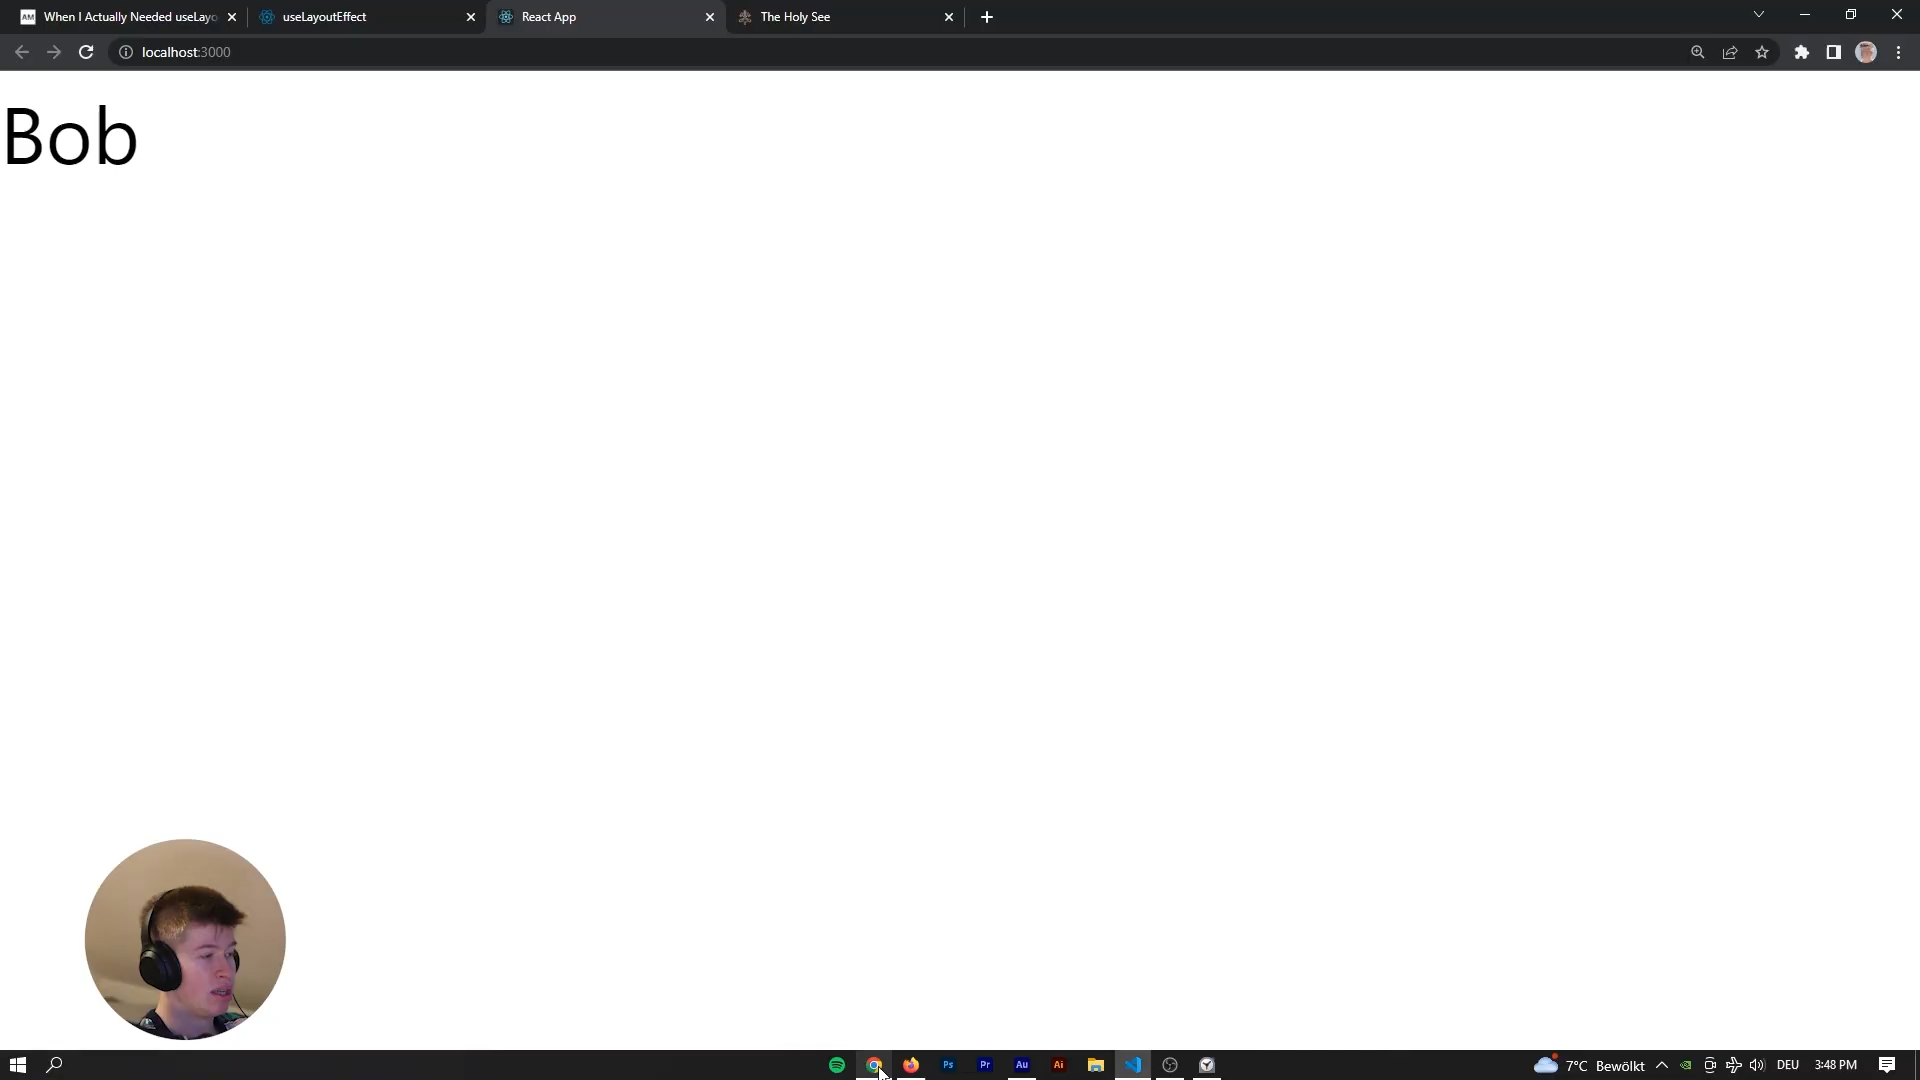 AM When I Actually Needed useLayo
useLayoutEffect
React App
The Holy See
localhost:3000
Bob
Ps
Pr
Au
Ai
7°C Bewölkt
DEU
3:48 PM